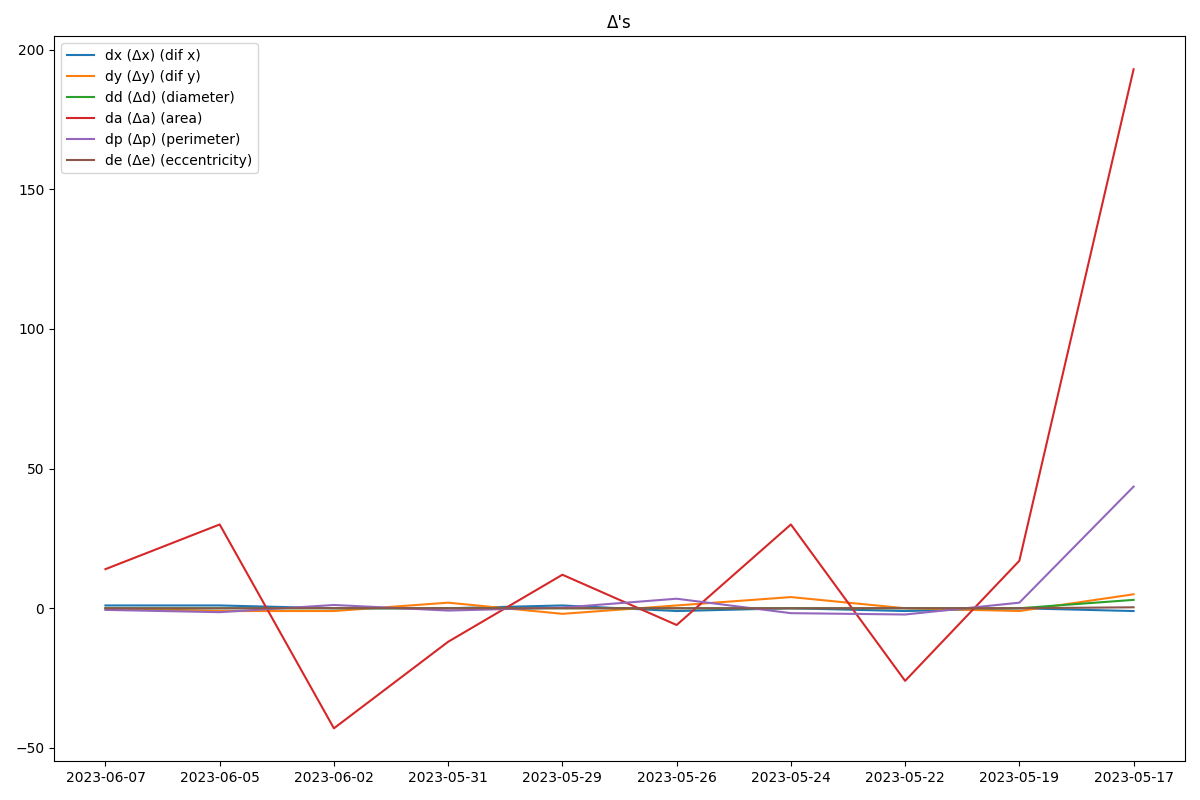 Δ's
200
150
100
50
0
−50
dx (Δx) (dif x)
dy (Δy) (dif y)
dd (Δd) (diameter)
da (Δa) (area)
dp (Δp) (perimeter)
de (Δe) (eccentricity)
2023-06-07 2023-06-05 2023-06-02 2023-05-31 2023-05-29 2023-05-26 2023-05-24 2023-05-22 2023-05-19 2023-05-17